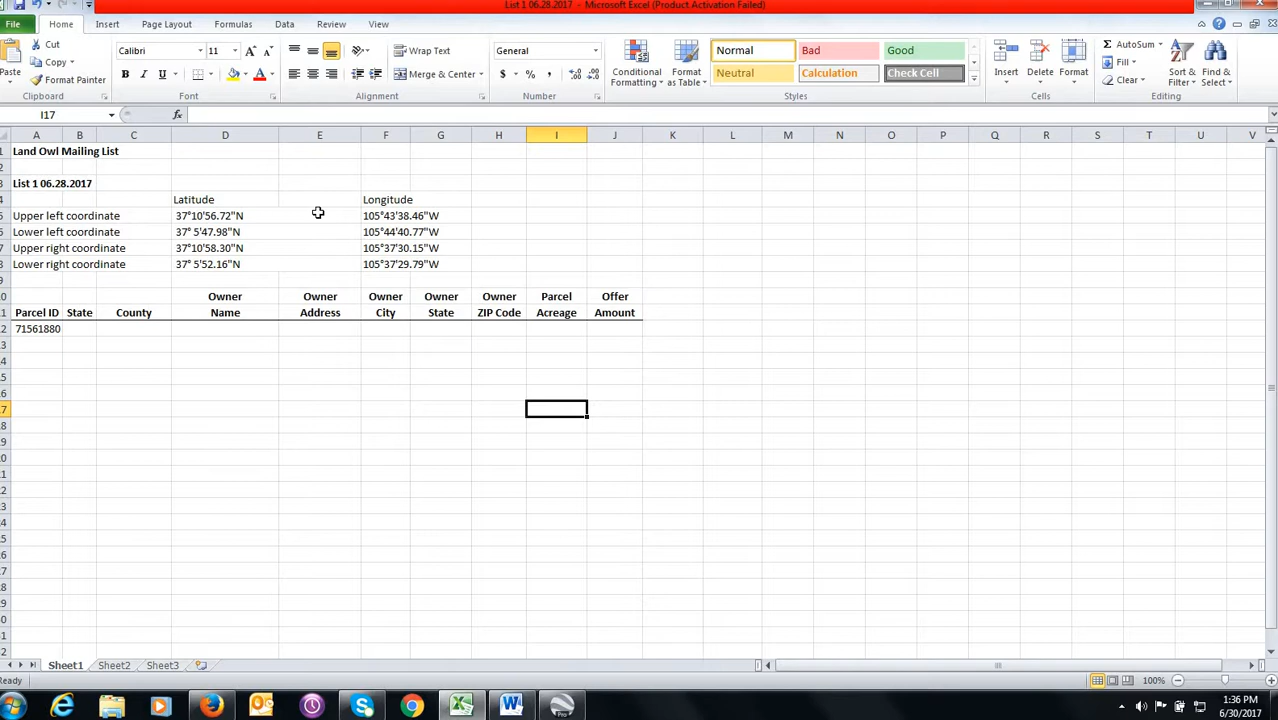 List 1 06.28.2017 - Microsoft Excel (Product Activation Failed)
File Home Insert Page Layout Formulas Data Review View
Cut
Copy
Format Painter
Paste
Clipboard
Calibri 11
Font
Wrap Text
Merge & Center
Alignment
General
$ % ,
Number
Conditional Formatting
Format as Table
Normal Bad Good
Neutral Calculation Check Cell
Styles
Insert Delete Format
Cells
AutoSum
Fill
Clear
Sort & Filter
Find & Select
Editing
I17 fx
A B C D E F G H I J K L M N O P Q R S T U V
Land Owl Mailing List
List 1 06.28.2017
Latitude Longitude
Upper left coordinate 37°10'56.72"N 105°43'38.46"W
Lower left coordinate 37° 5'47.98"N 105°44'40.77"W
Upper right coordinate 37°10'58.30"N 105°37'30.15"W
Lower right coordinate 37° 5'52.16"N 105°37'29.79"W
Owner Owner Owner Owner Owner Parcel Offer
Parcel ID State County Name Address City State ZIP Code Acreage Amount
71561880
Sheet1 Sheet2 Sheet3
Ready 100%
1:36 PM
6/30/2017